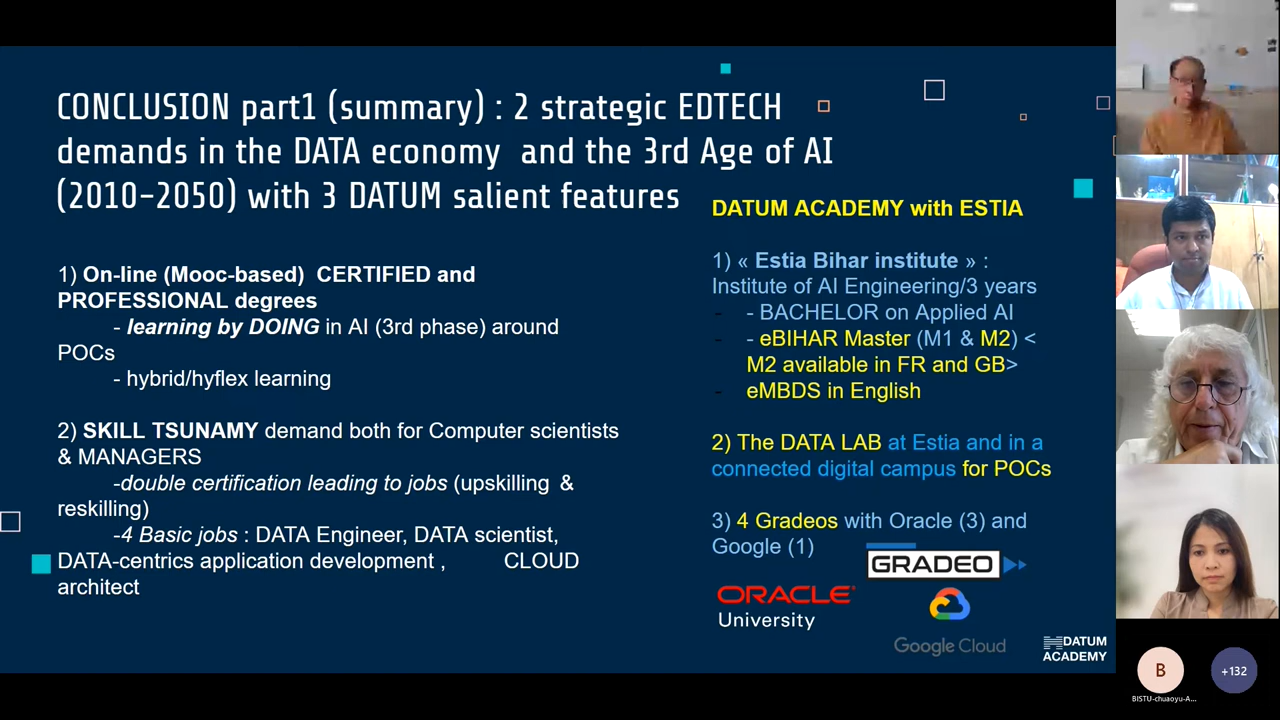 CONCLUSION part1 (summary) : 2 strategic EDTECH
demands in the DATA economy and the 3rd Age of AI
(2010-2050) with 3 DATUM salient features
1) On-line (Mooc-based) CERTIFIED and
PROFESSIONAL degrees
- learning by DOING in AI (3rd phase) around
POCs
- hybrid/hyflex learning
2) SKILL TSUNAMY demand both for Computer scientists
& MANAGERS
-double certification leading to jobs (upskilling &
reskilling)
-4 Basic jobs : DATA Engineer, DATA scientist,
DATA-centrics application development , CLOUD
architect
DATUM ACADEMY with ESTIA
1) « Estia Bihar institute » :
Institute of AI Engineering/3 years
- - BACHELOR on Applied AI
- - eBIHAR Master (M1 & M2) <
M2 available in FR and GB>
- eMBDS in English
2) The DATA LAB at Estia and in a
connected digital campus for POCs
3) 4 Gradeos with Oracle (3) and
Google (1)
GRADEO
ORACLE
University
Google Cloud
DATUM
ACADEMY
B
+132
BISTU-chuaoyu-A...